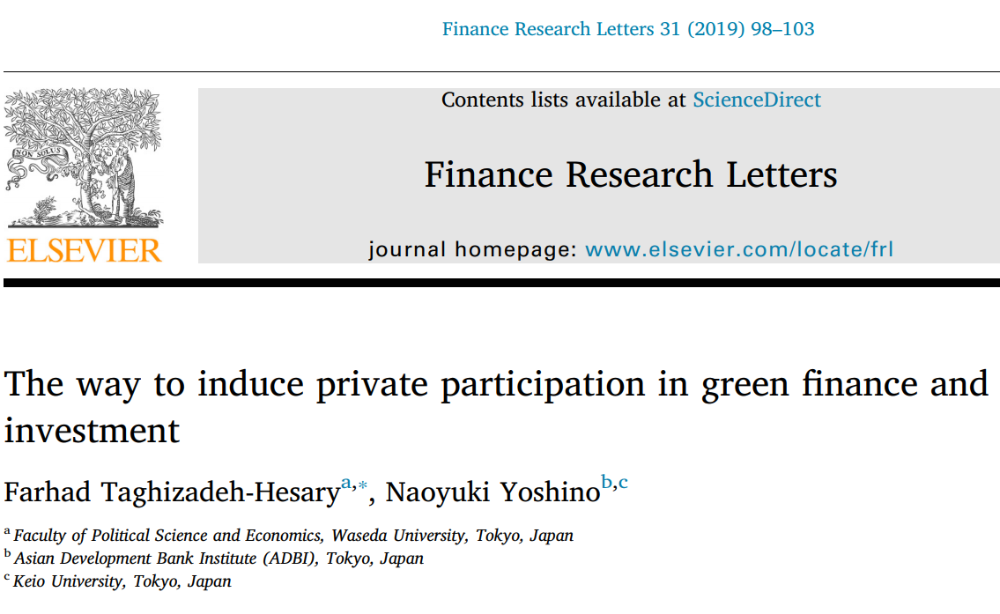 Finance Research Letters 31 (2019) 98–103
Contents lists available at ScienceDirect
Finance Research Letters
journal homepage: www.elsevier.com/locate/frl
NON SOLUS
ELSEVIER
The way to induce private participation in green finance and
investment
Farhad Taghizadeh-Hesary a,*, Naoyuki Yoshino b,c
a Faculty of Political Science and Economics, Waseda University, Tokyo, Japan
b Asian Development Bank Institute (ADBI), Tokyo, Japan
c Keio University, Tokyo, Japan